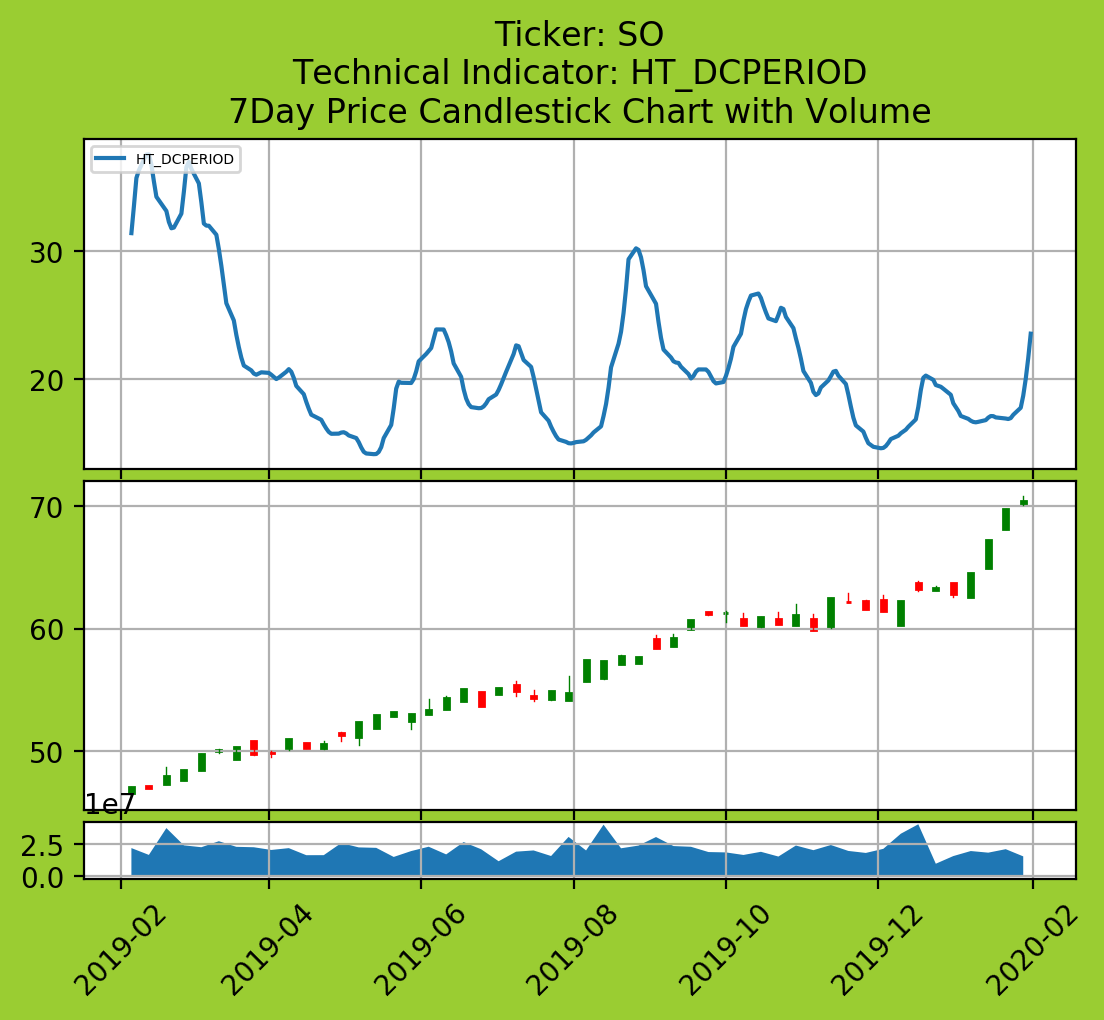 Ticker: SO
Technical Indicator: HT_DCPERIOD
7Day Price Candlestick Chart with Volume
HT_DCPERIOD
30
20
70
60
50
1e7
2.5
0.0
2019-02
2019-04
2019-06
2019-08
2019-10
2019-12
2020-02